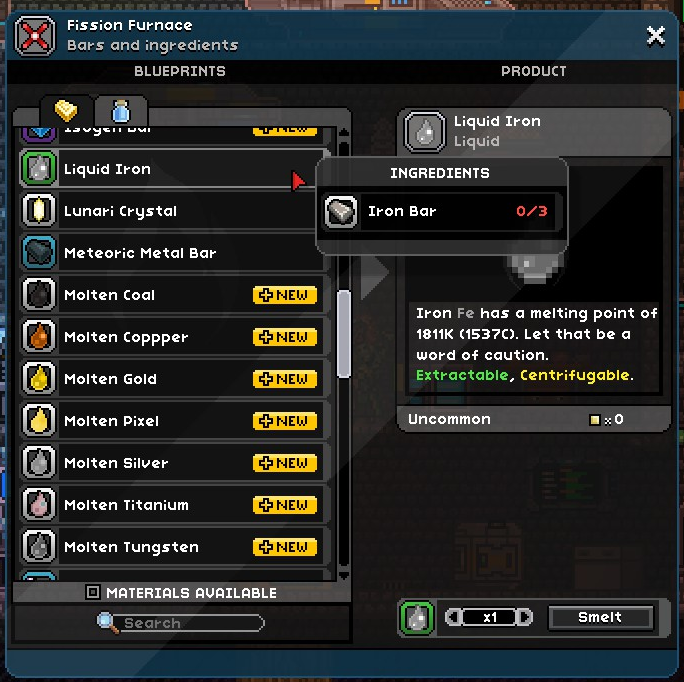 Fission Furnace
Bars and ingredients
BLUEPRINTS
PRODUCT
Isogen Bar
NEW
Liquid Iron
Lunari Crystal
Meteoric Metal Bar
Molten Coal
NEW
Molten Coppper
NEW
Molten Gold
NEW
Molten Pixel
NEW
Molten Silver
NEW
Molten Titanium
NEW
Molten Tungsten
NEW
MATERIALS AVAILABLE
Search
Liquid Iron
Liquid
INGREDIENTS
Iron Bar
0/3
Iron Fe has a melting point of
1811K (1537C). Let that be a
word of caution.
Extractable, Centrifugable.
Uncommon
x0
x1
Smelt